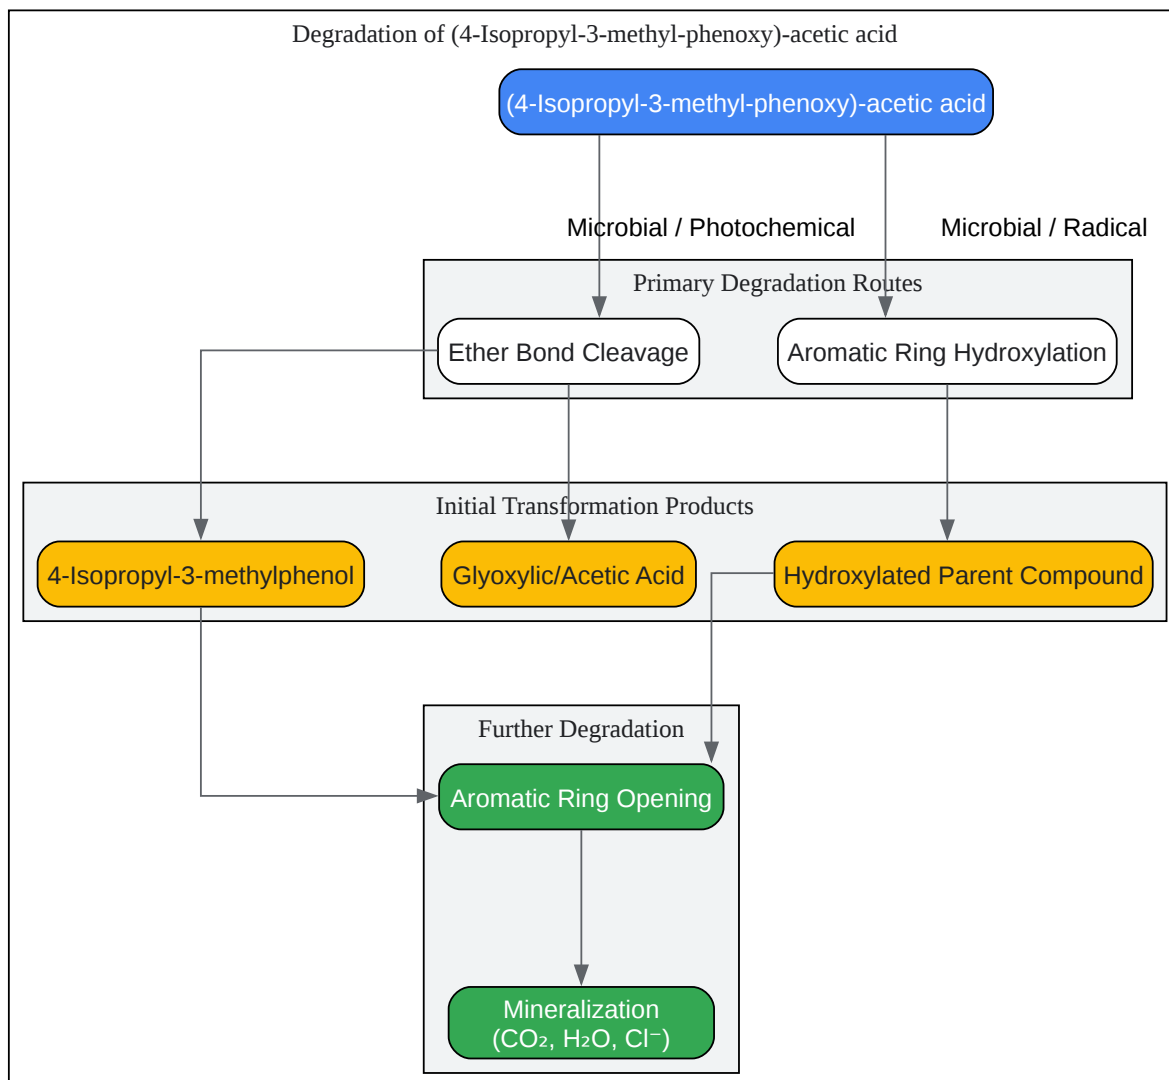 Degradation of (4-Isopropyl-3-methyl-phenoxy)-acetic acid
(4-Isopropyl-3-methyl-phenoxy)-acetic acid
Microbial / Photochemical
Microbial / Radical
Primary Degradation Routes
Ether Bond Cleavage
Aromatic Ring Hydroxylation
Initial Transformation Products
4-Isopropyl-3-methylphenol
Glyoxylic/Acetic Acid
Hydroxylated Parent Compound
Further Degradation
Aromatic Ring Opening
Mineralization
(CO₂, H₂O, Cl⁻)